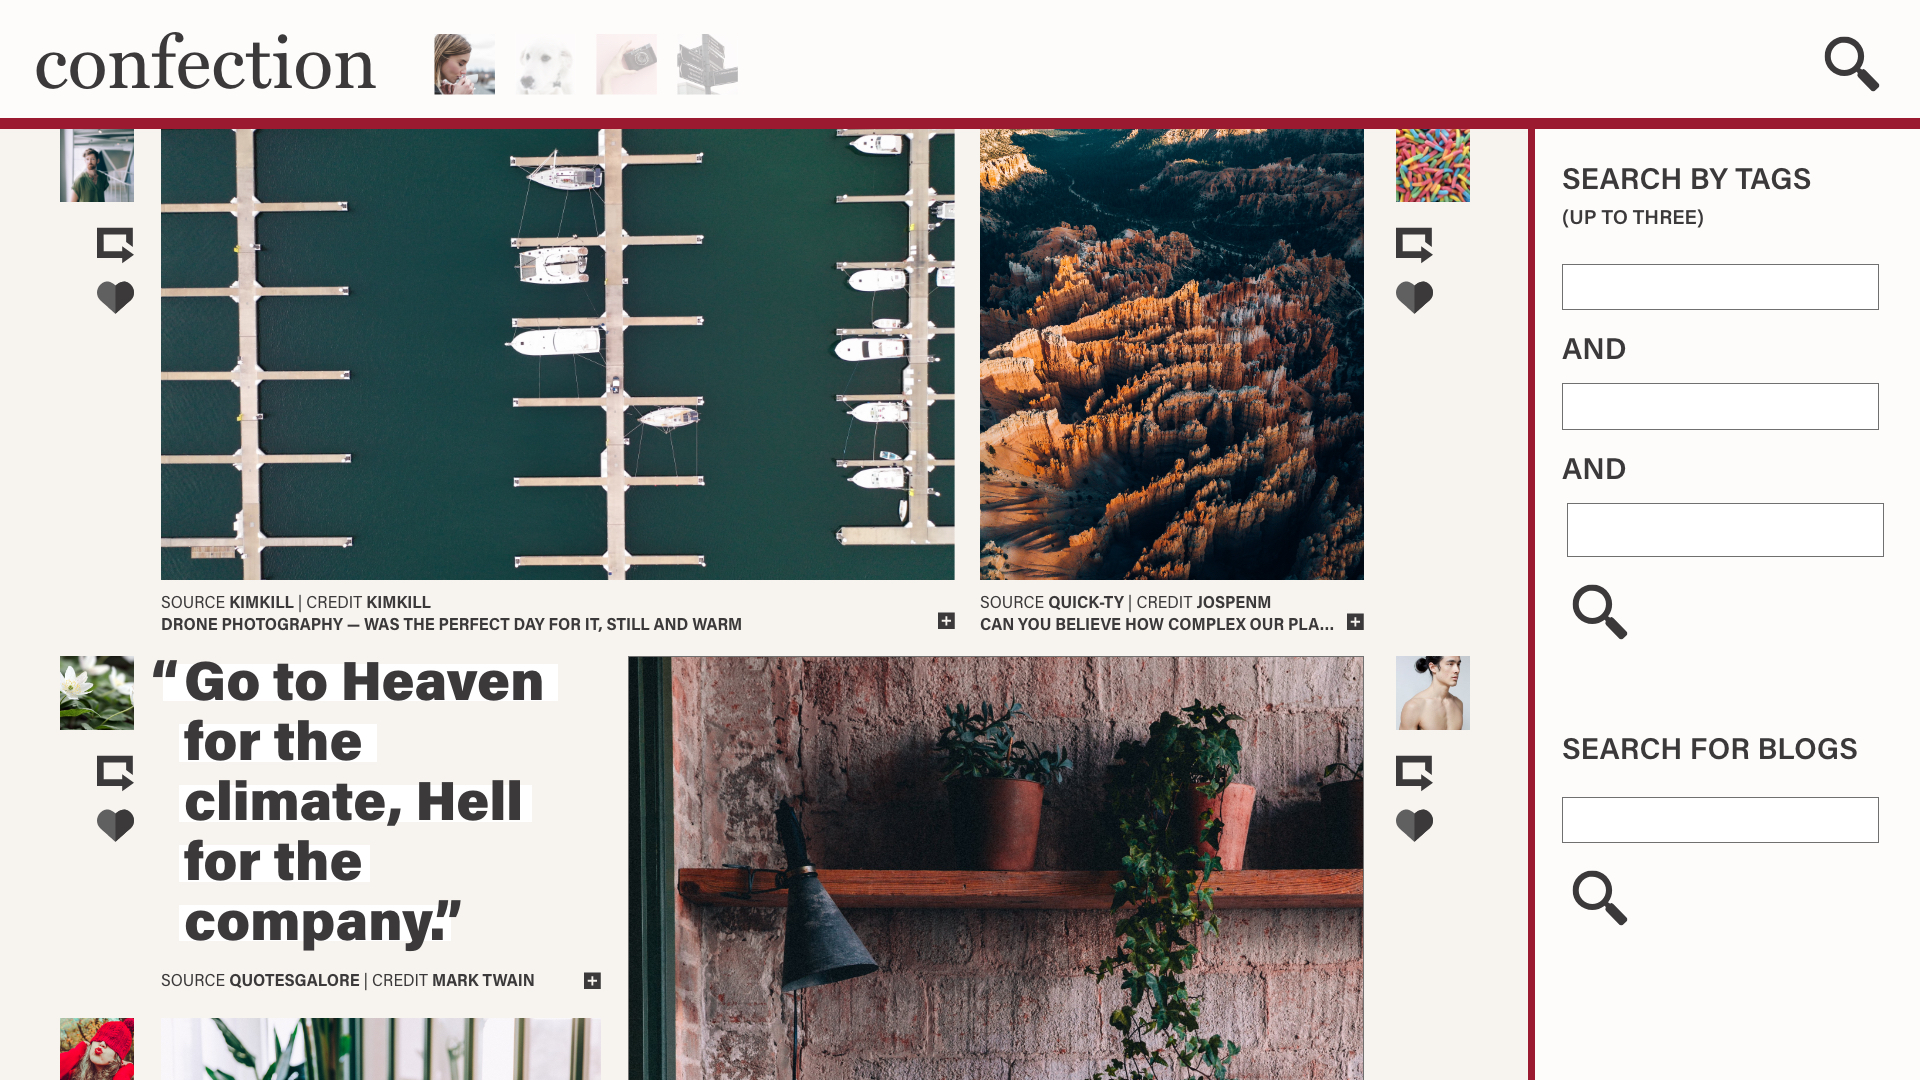 confection
SEARCH BY TAGS
(UP TO THREE)
AND
AND
SEARCH FOR BLOGS
SOURCE KIMKILL | CREDIT KIMKILL
DRONE PHOTOGRAPHY — WAS THE PERFECT DAY FOR IT, STILL AND WARM
SOURCE QUICK-TY | CREDIT JOSPENM
CAN YOU BELIEVE HOW COMPLEX OUR PLA...
“Go to Heaven
for the
climate, Hell
for the
company.”
SOURCE QUOTESGALORE | CREDIT MARK TWAIN